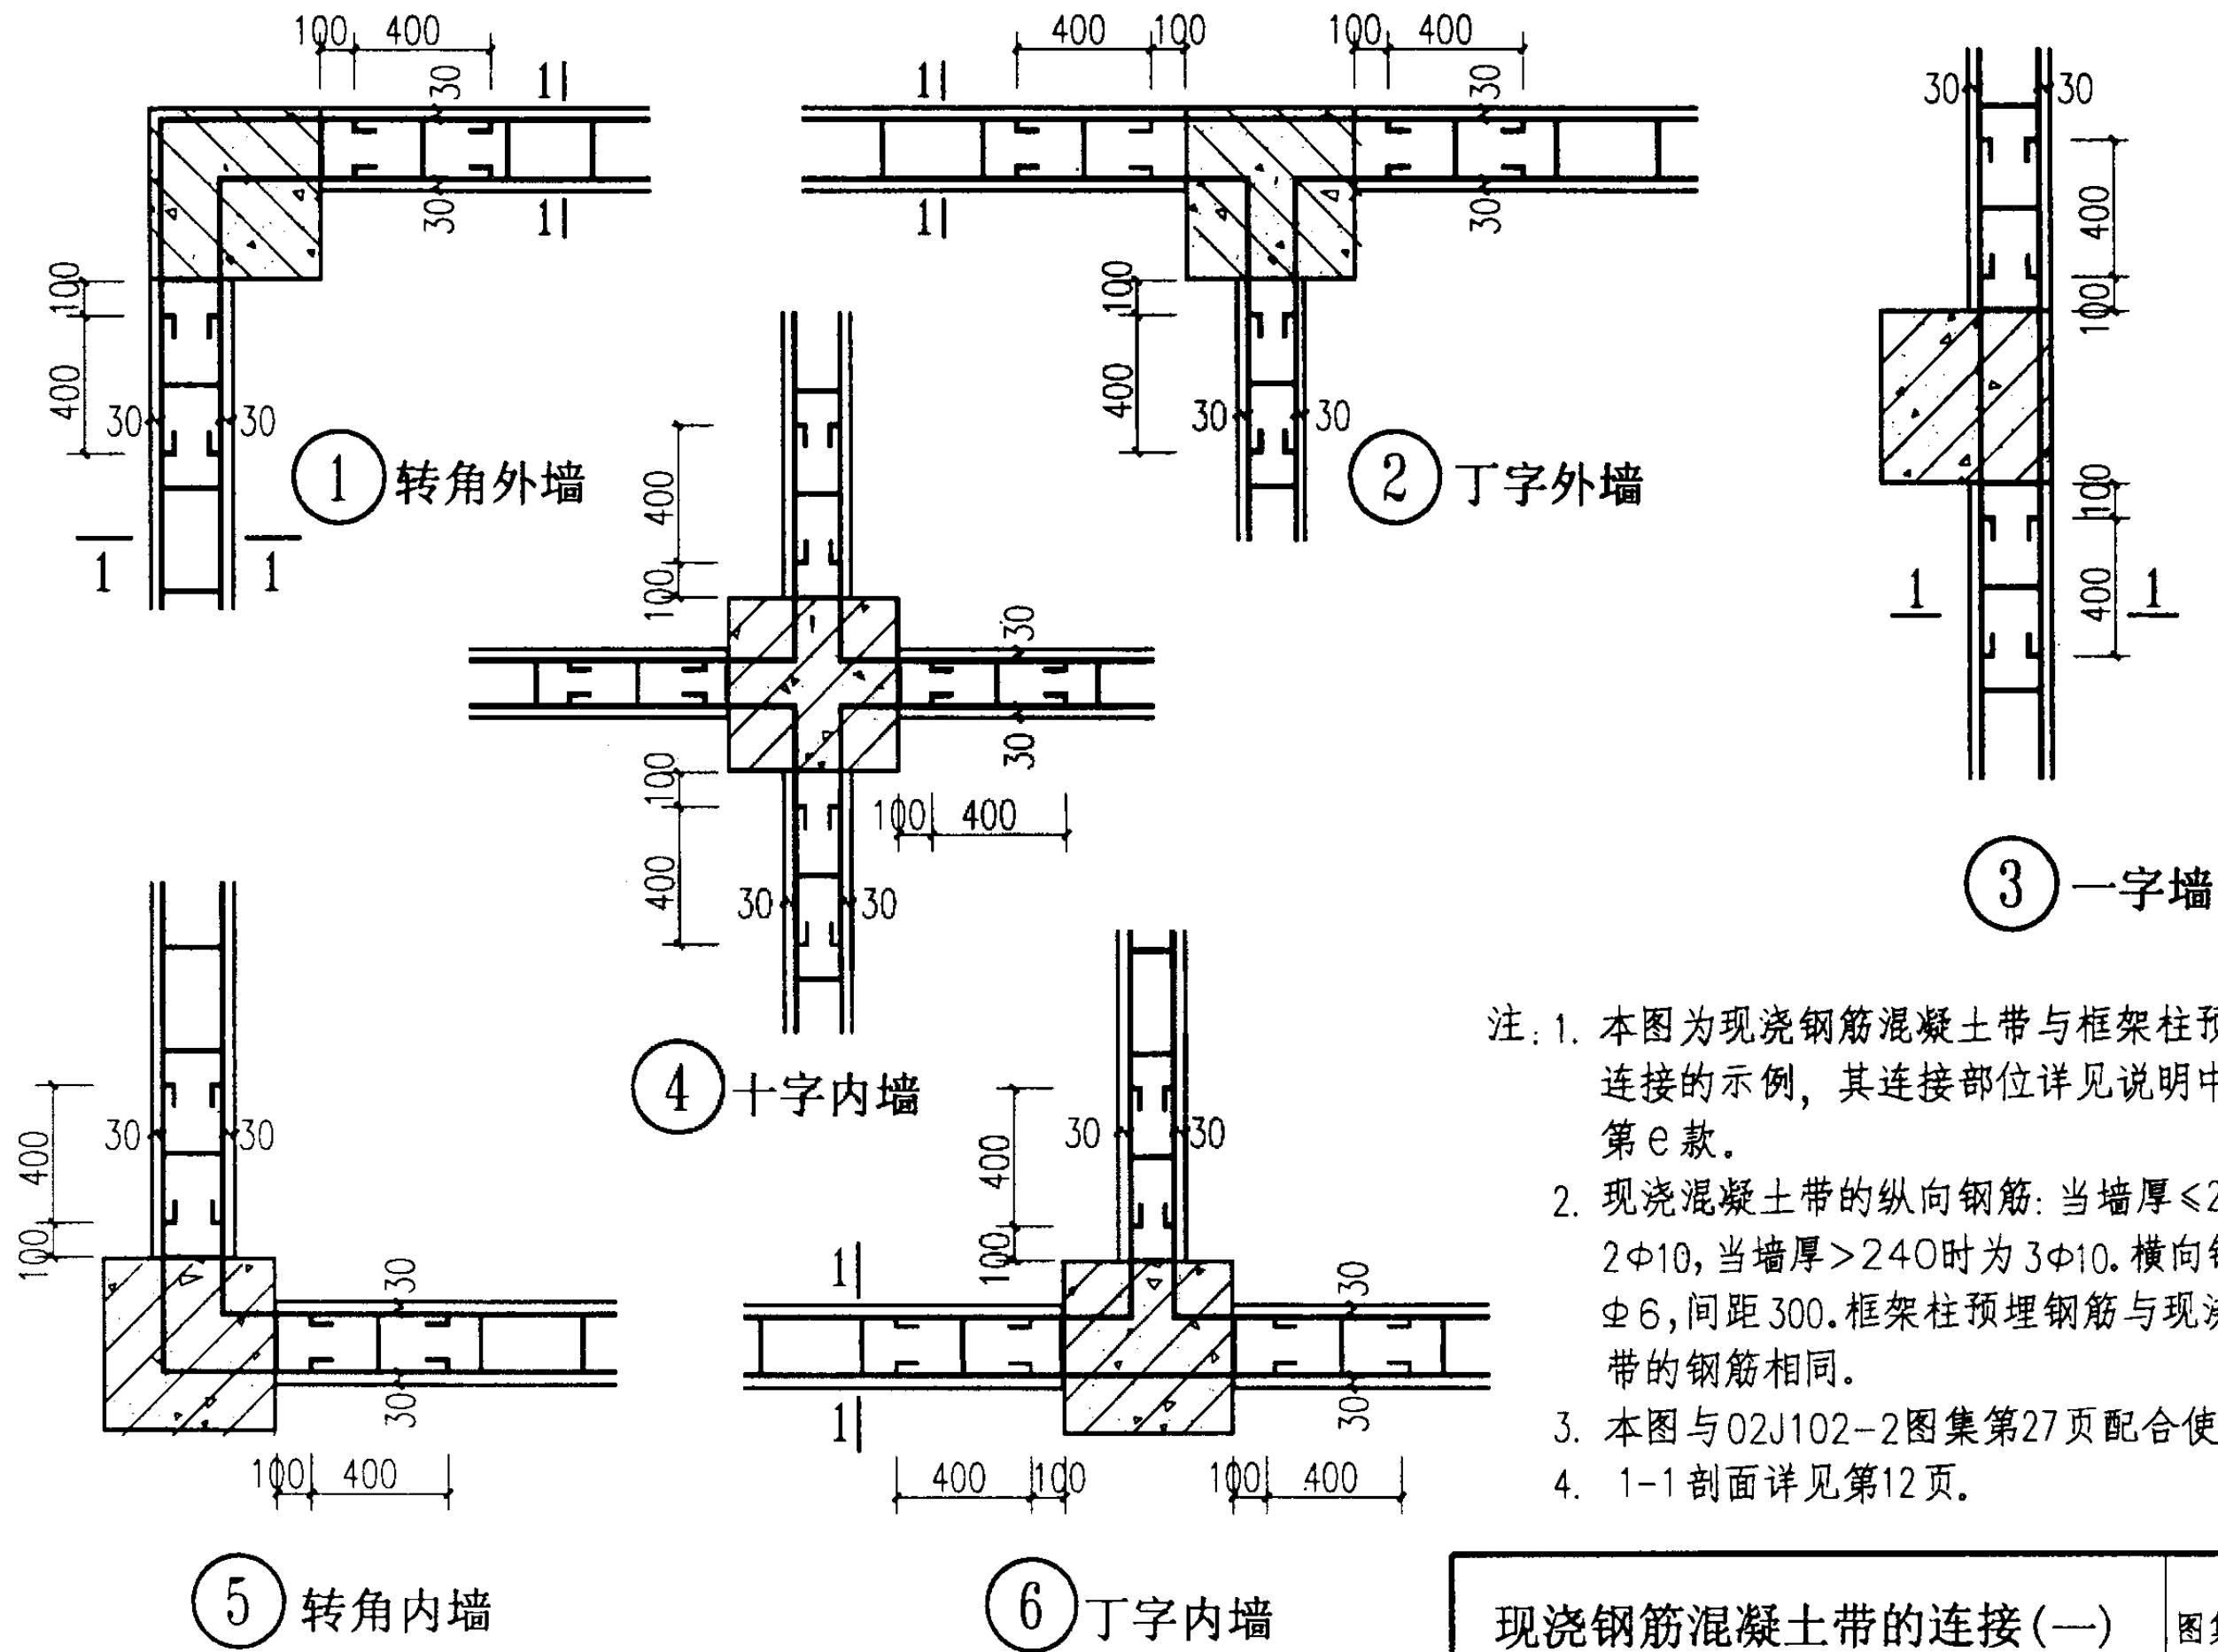 100 400
30
1 1
30
1 1
100
400
30 30
1 1
① 转角外墙
400 100 100 400
30
1
30
1
100
400
30 30
② 丁字外墙
30 30
400
100
100
400
1 1
③ 一字墙
400
100
30
30
100
400
100 400
30 30
④ 十字内墙
30 30
400
100
30
30
100 400
⑤ 转角内墙
30 30
400
100
1
30
1
30
400 100 100 400
⑥ 丁字内墙
注: 1. 本图为现浇钢筋混凝土带与框架柱预
连接的示例, 其连接部位详见说明中
第e款。
2. 现浇混凝土带的纵向钢筋: 当墙厚≤2
2Φ10, 当墙厚>240时为3Φ10. 横向
Φ6, 间距300. 框架柱预埋钢筋与现浇
带的钢筋相同。
3. 本图与02J102-2图集第27页配合使
4. 1-1剖面详见第12页。
现浇钢筋混凝土带的连接(一) 图集